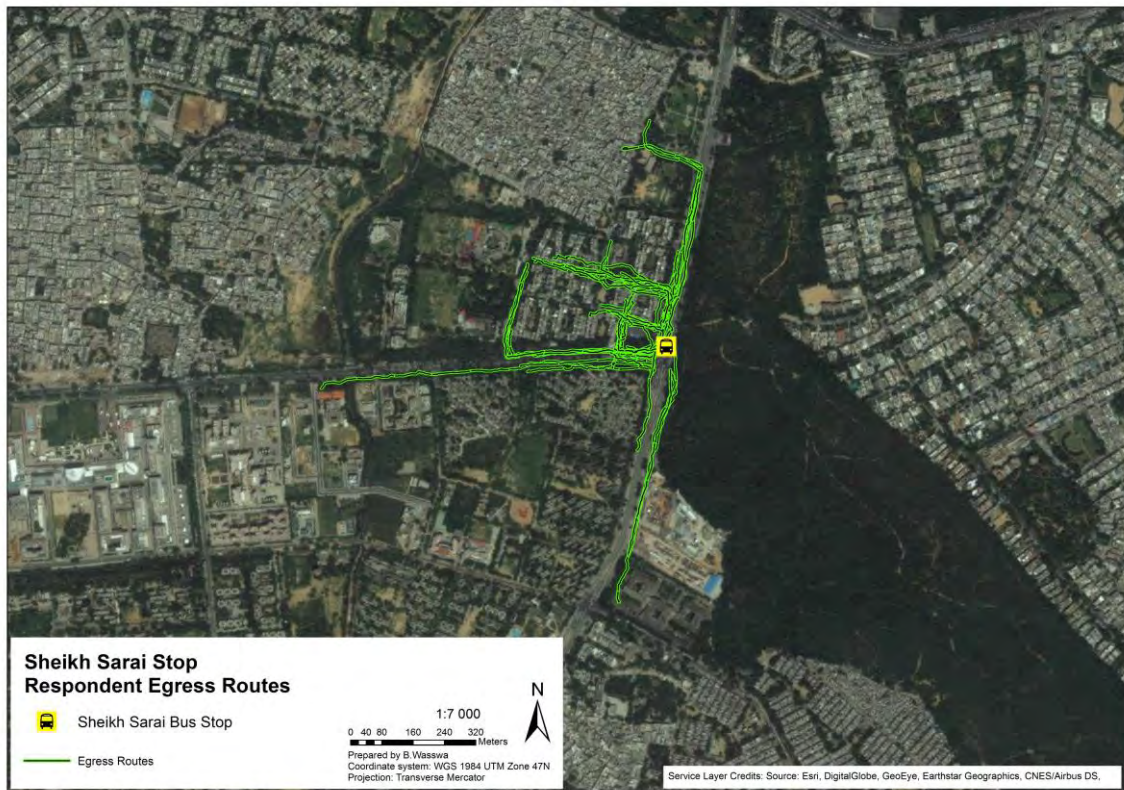 Sheikh Sarai Stop
Respondent Egress Routes
Sheikh Sarai Bus Stop
Egress Routes
N
1:7 000
0 40 80 160 240 320
Meters
Prepared by B.Wasswa
Coordinate system: WGS 1984 UTM Zone 47N
Projection: Transverse Mercator
Service Layer Credits: Source: Esri, DigitalGlobe, GeoEye, Earthstar Geographics, CNES/Airbus DS,